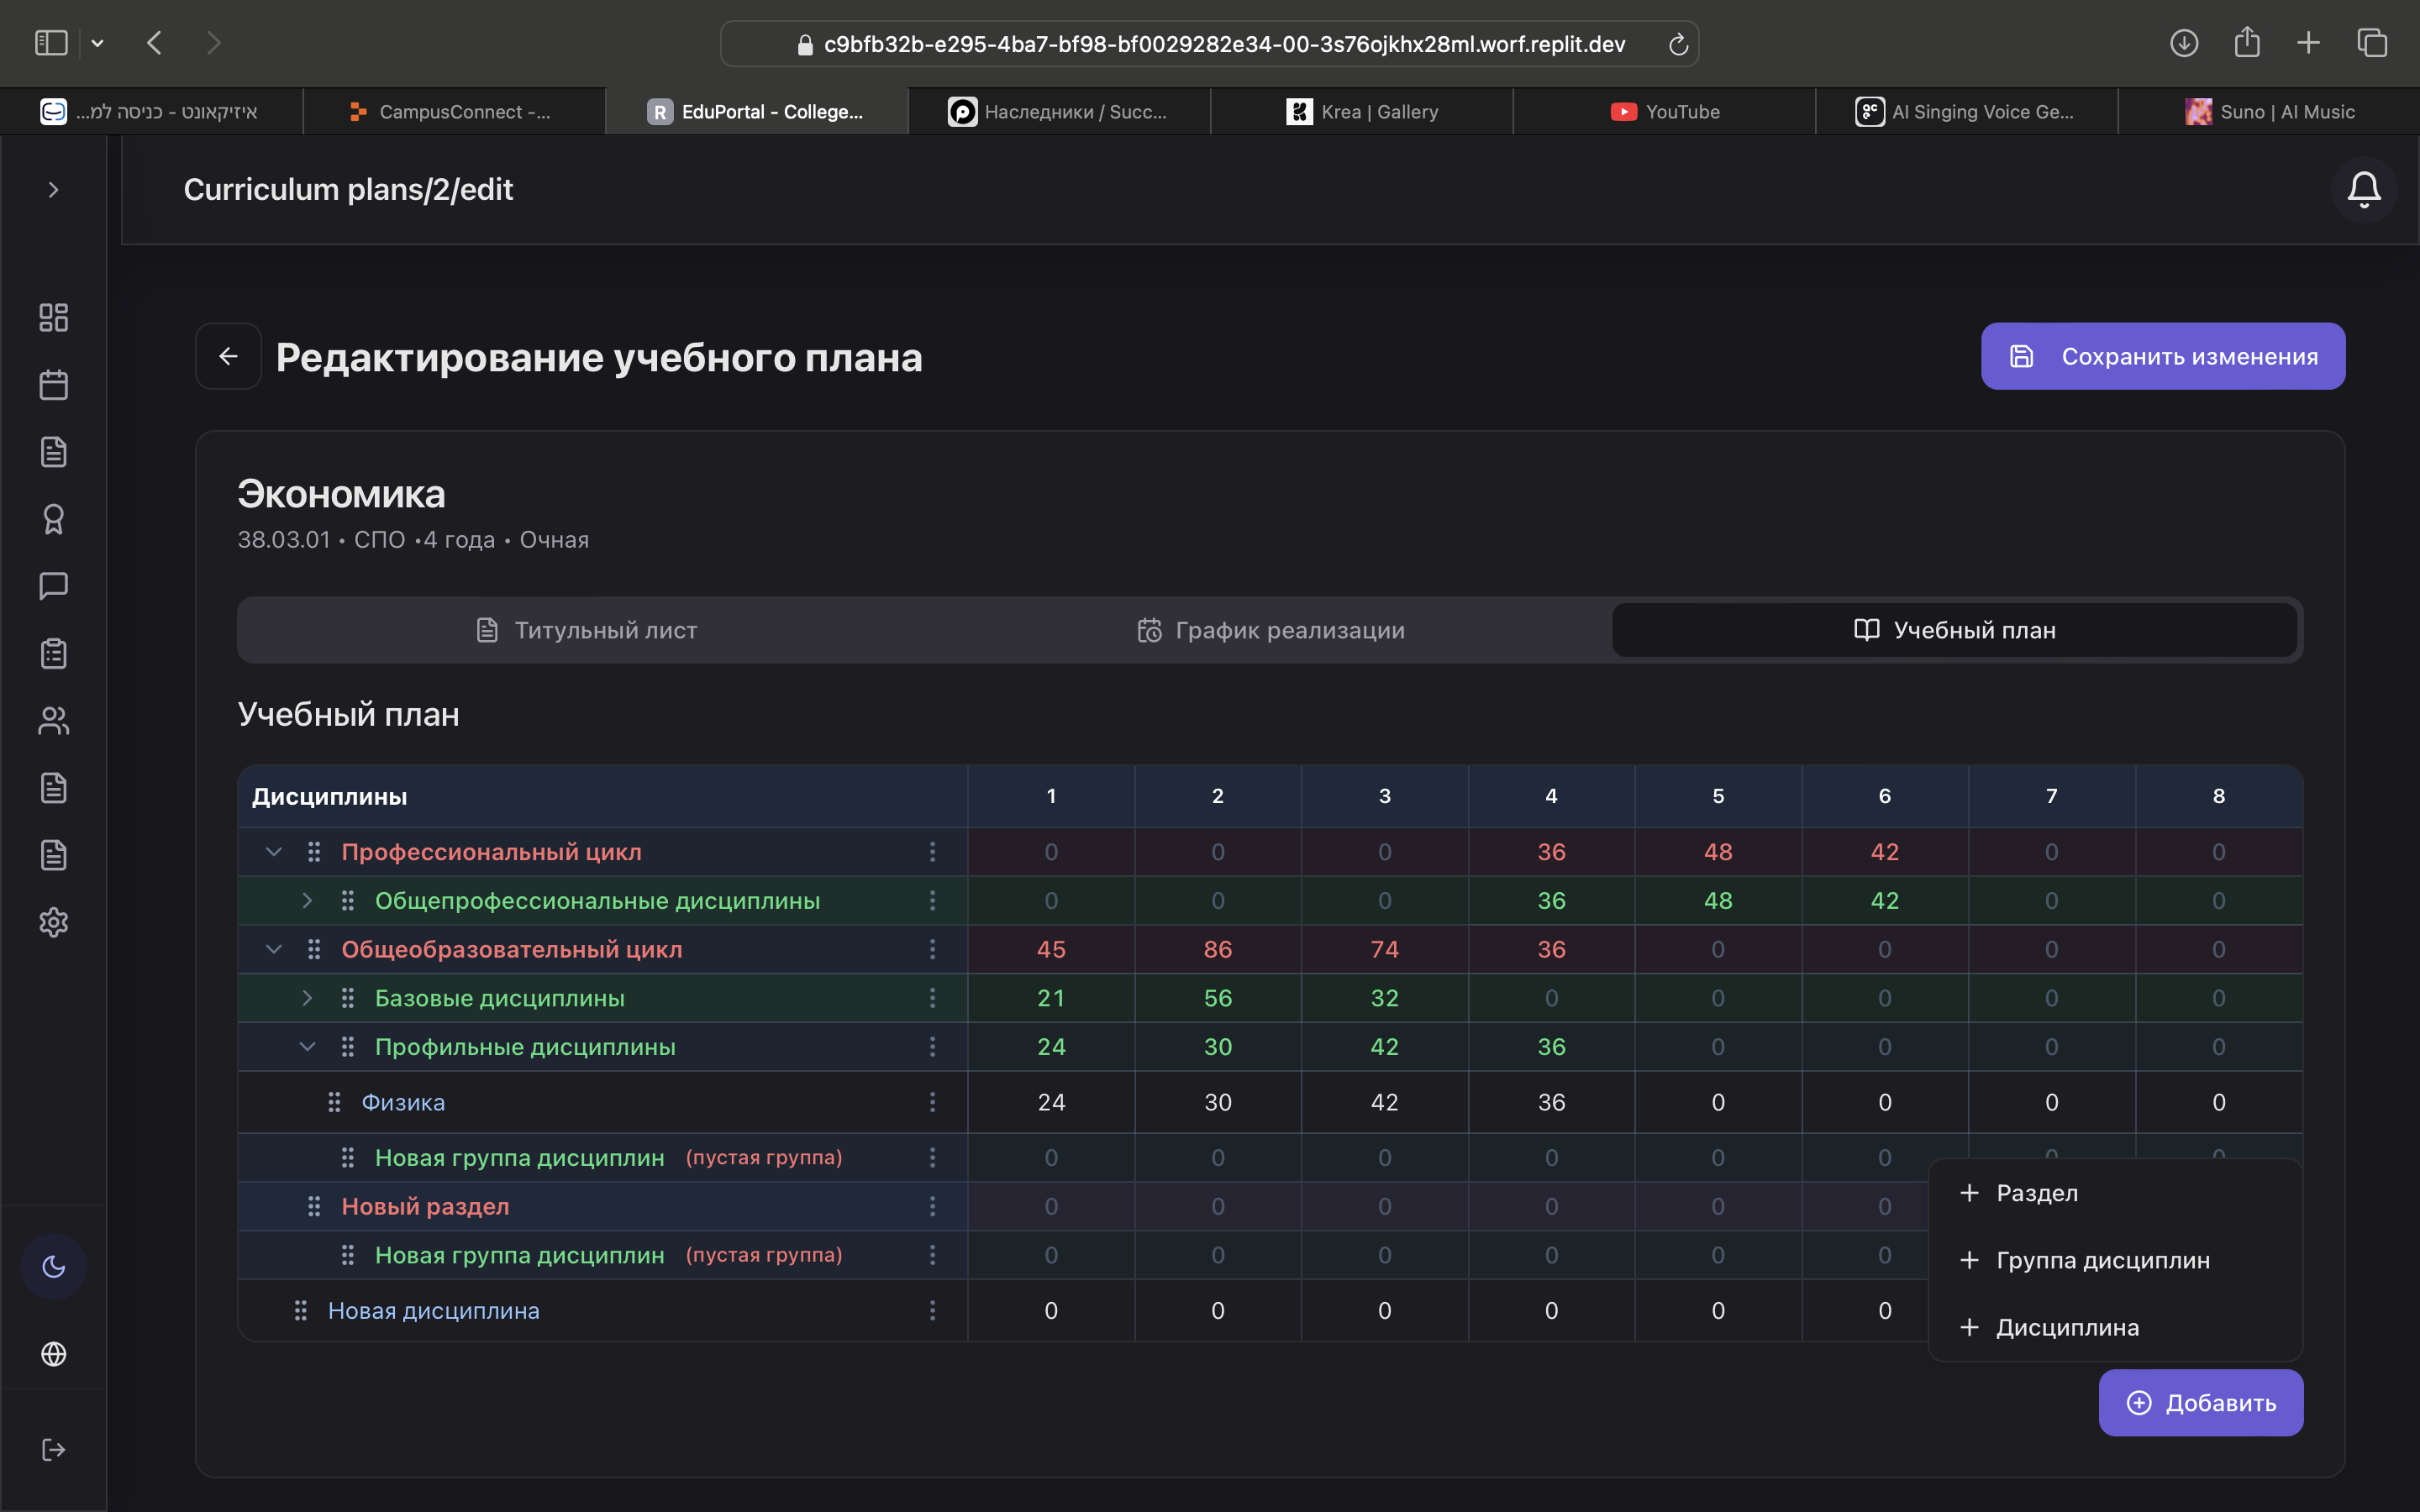 c9bfb32b-e295-4ba7-bf98-bf0029282e34-00-3s76ojkhx28ml.worf.replit.dev
איזיקאונט - כניסה למ...
CampusConnect -...
R EduPortal - College...
Наследники / Succ...
Krea | Gallery
YouTube
AI Singing Voice Ge...
Suno | AI Music
Curriculum plans/2/edit
Редактирование учебного плана
Сохранить изменения
Экономика
38.03.01 • СПО •4 года • Очная
Титульный лист
График реализации
Учебный план
Учебный план
Дисциплины 1 2 3 4 5 6 7 8
Профессиональный цикл 0 0 0 36 48 42 0 0
Общепрофессиональные дисциплины 0 0 0 36 48 42 0 0
Общеобразовательный цикл 45 86 74 36 0 0 0 0
Базовые дисциплины 21 56 32 0 0 0 0 0
Профильные дисциплины 24 30 42 36 0 0 0 0
Физика 24 30 42 36 0 0 0 0
Новая группа дисциплин (пустая группа) 0 0 0 0 0 0 0 0
Новый раздел 0 0 0 0 0 0
Новая группа дисциплин (пустая группа) 0 0 0 0 0 0
Новая дисциплина 0 0 0 0 0 0
Раздел
Группа дисциплин
Дисциплина
Добавить